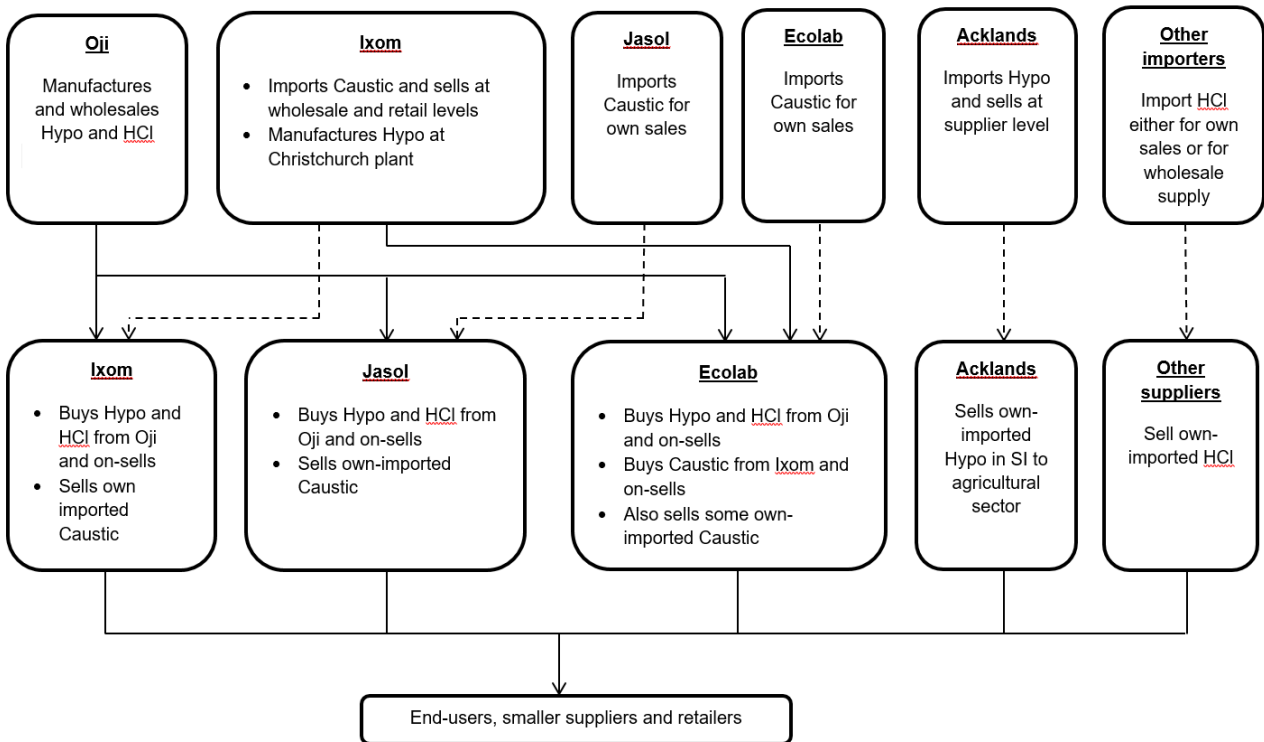 Oji
Manufactures
and wholesales
Hypo and HCl
Ixom
• Imports Caustic and sells at
wholesale and retail levels
• Manufactures Hypo at
Christchurch plant
Jasol
Imports
Caustic for
own sales
Ecolab
Imports
Caustic for
own sales
Acklands
Imports Hypo
and sells at
supplier level
Other
importers
Import HCl
either for own
sales or for
wholesale
supply
Ixom
• Buys Hypo and
HCl from Oji
and on-sells
• Sells own
imported
Caustic
Jasol
• Buys Hypo and HCl from
Oji and on-sells
• Sells own-imported
Caustic
Ecolab
• Buys Hypo and HCl from Oji
and on-sells
• Buys Caustic from Ixom and
on-sells
• Also sells some own-
imported Caustic
Acklands
Sells own-
imported
Hypo in SI to
agricultural
sector
Other
suppliers
Sell own-
imported HCl
End-users, smaller suppliers and retailers